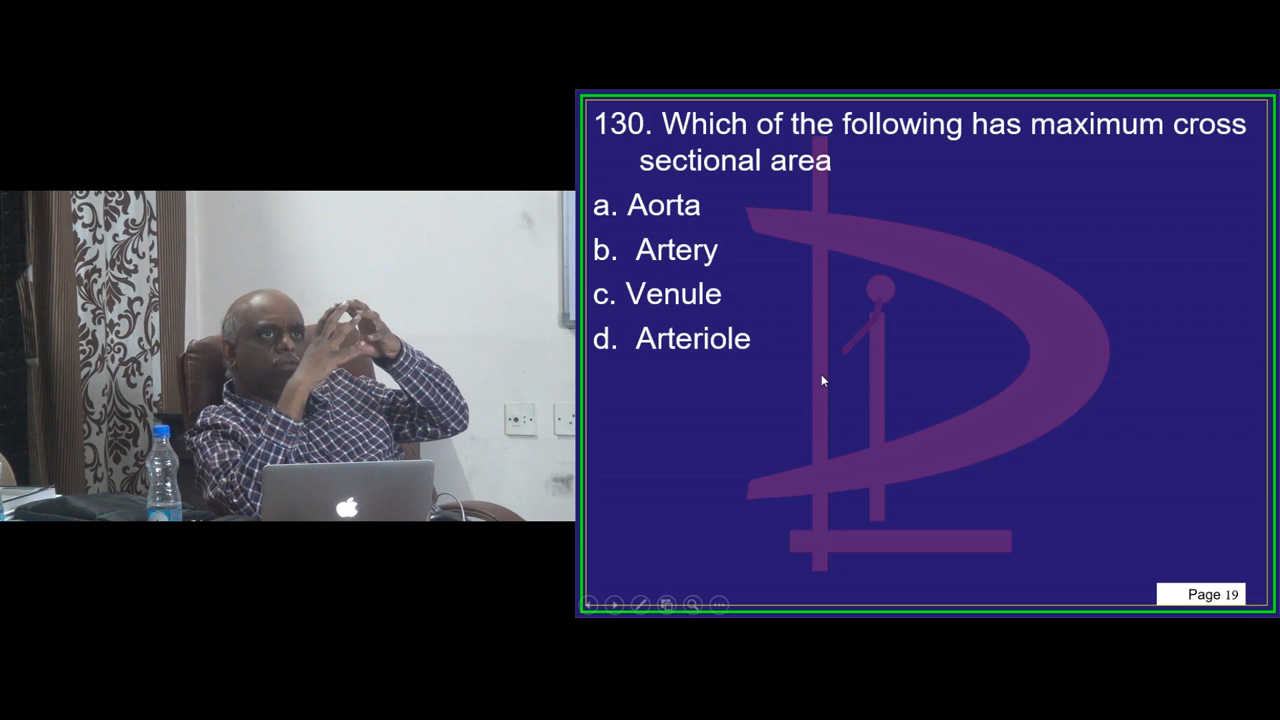 130. Which of the following has maximum cross
sectional area
a. Aorta
b. Artery
c. Venule
d. Arteriole
Page 19